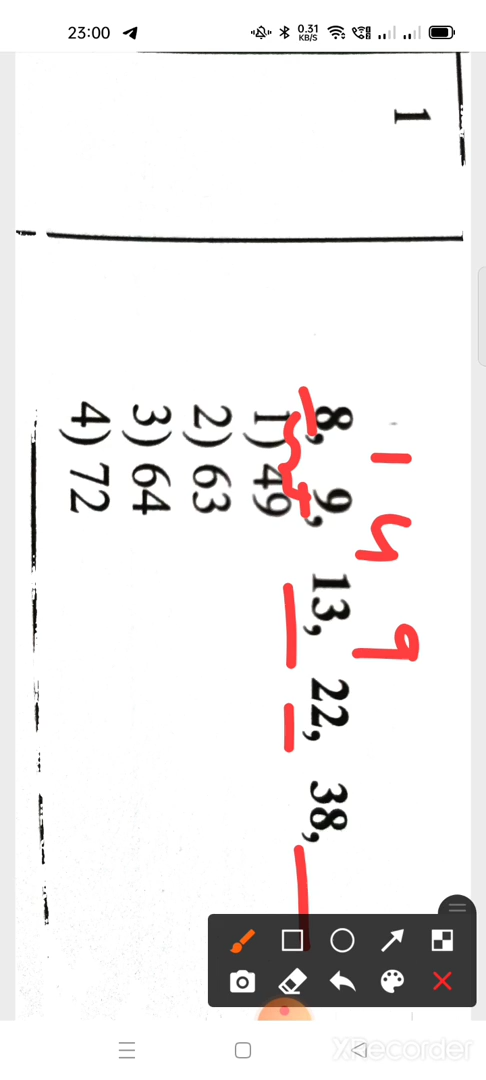 23:00
0.31
KB/S
1
8, 9, 13, 22, 38,
1) 49
2) 63
3) 64
4) 72
1 4 9
XRecorder